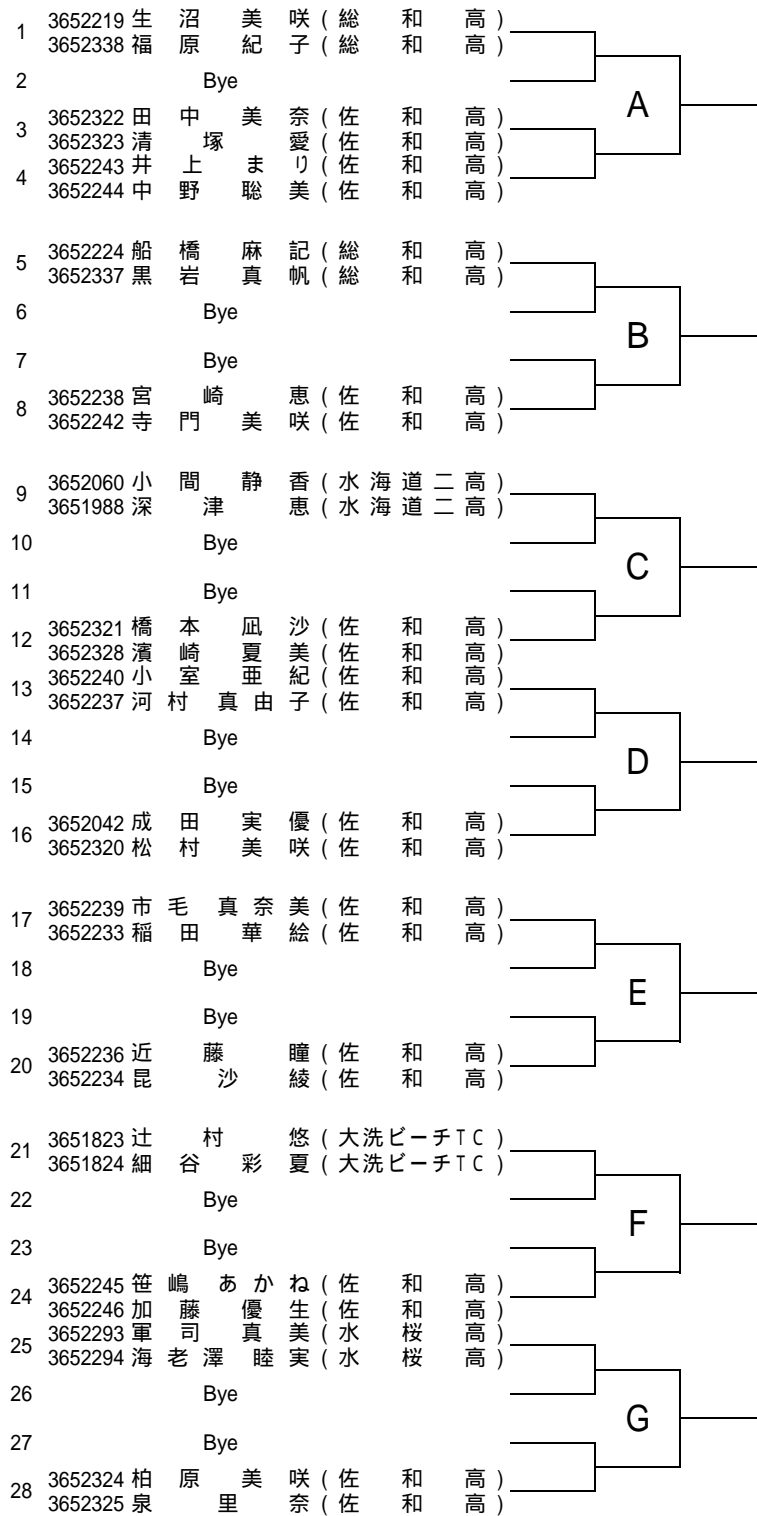 1 3652219 生沼 美咲 (総和高)
3652338 福原 紀子 (総和高)
2 Bye
3 3652322 田中 美奈 (佐和高)
3652323 清塚 愛 (佐和高)
4 3652243 井上 まり (佐和高)
3652244 中野 聡美 (佐和高)
A
5 3652224 船橋 麻記 (総和高)
3652337 黒岩 真帆 (総和高)
6 Bye
7 Bye
8 3652238 宮崎 恵 (佐和高)
3652242 寺門 美咲 (佐和高)
B
9 3652060 小間 静香 (水海道二高)
3651988 深津 恵 (水海道二高)
10 Bye
11 Bye
12 3652321 橋本 凪沙 (佐和高)
3652328 濱崎 夏美 (佐和高)
C
13 3652240 小室 亜紀 (佐和高)
3652237 河村 真由子 (佐和高)
14 Bye
15 Bye
16 3652042 成田 実優 (佐和高)
3652320 松村 美咲 (佐和高)
D
17 3652239 市毛 真奈美 (佐和高)
3652233 稲田 華絵 (佐和高)
18 Bye
19 Bye
20 3652236 近藤 瞳 (佐和高)
3652234 昆 沙綾 (佐和高)
E
21 3651823 辻村 悠 (大洗ビーチTC)
3651824 細谷 彩夏 (大洗ビーチTC)
22 Bye
23 Bye
24 3652245 笹嶋 あかね (佐和高)
3652246 加藤 優生 (佐和高)
F
25 3652293 軍司 真美 (水桜高)
3652294 海老澤 睦実 (水桜高)
26 Bye
27 Bye
28 3652324 柏原 美咲 (佐和高)
3652325 泉 里奈 (佐和高)
G